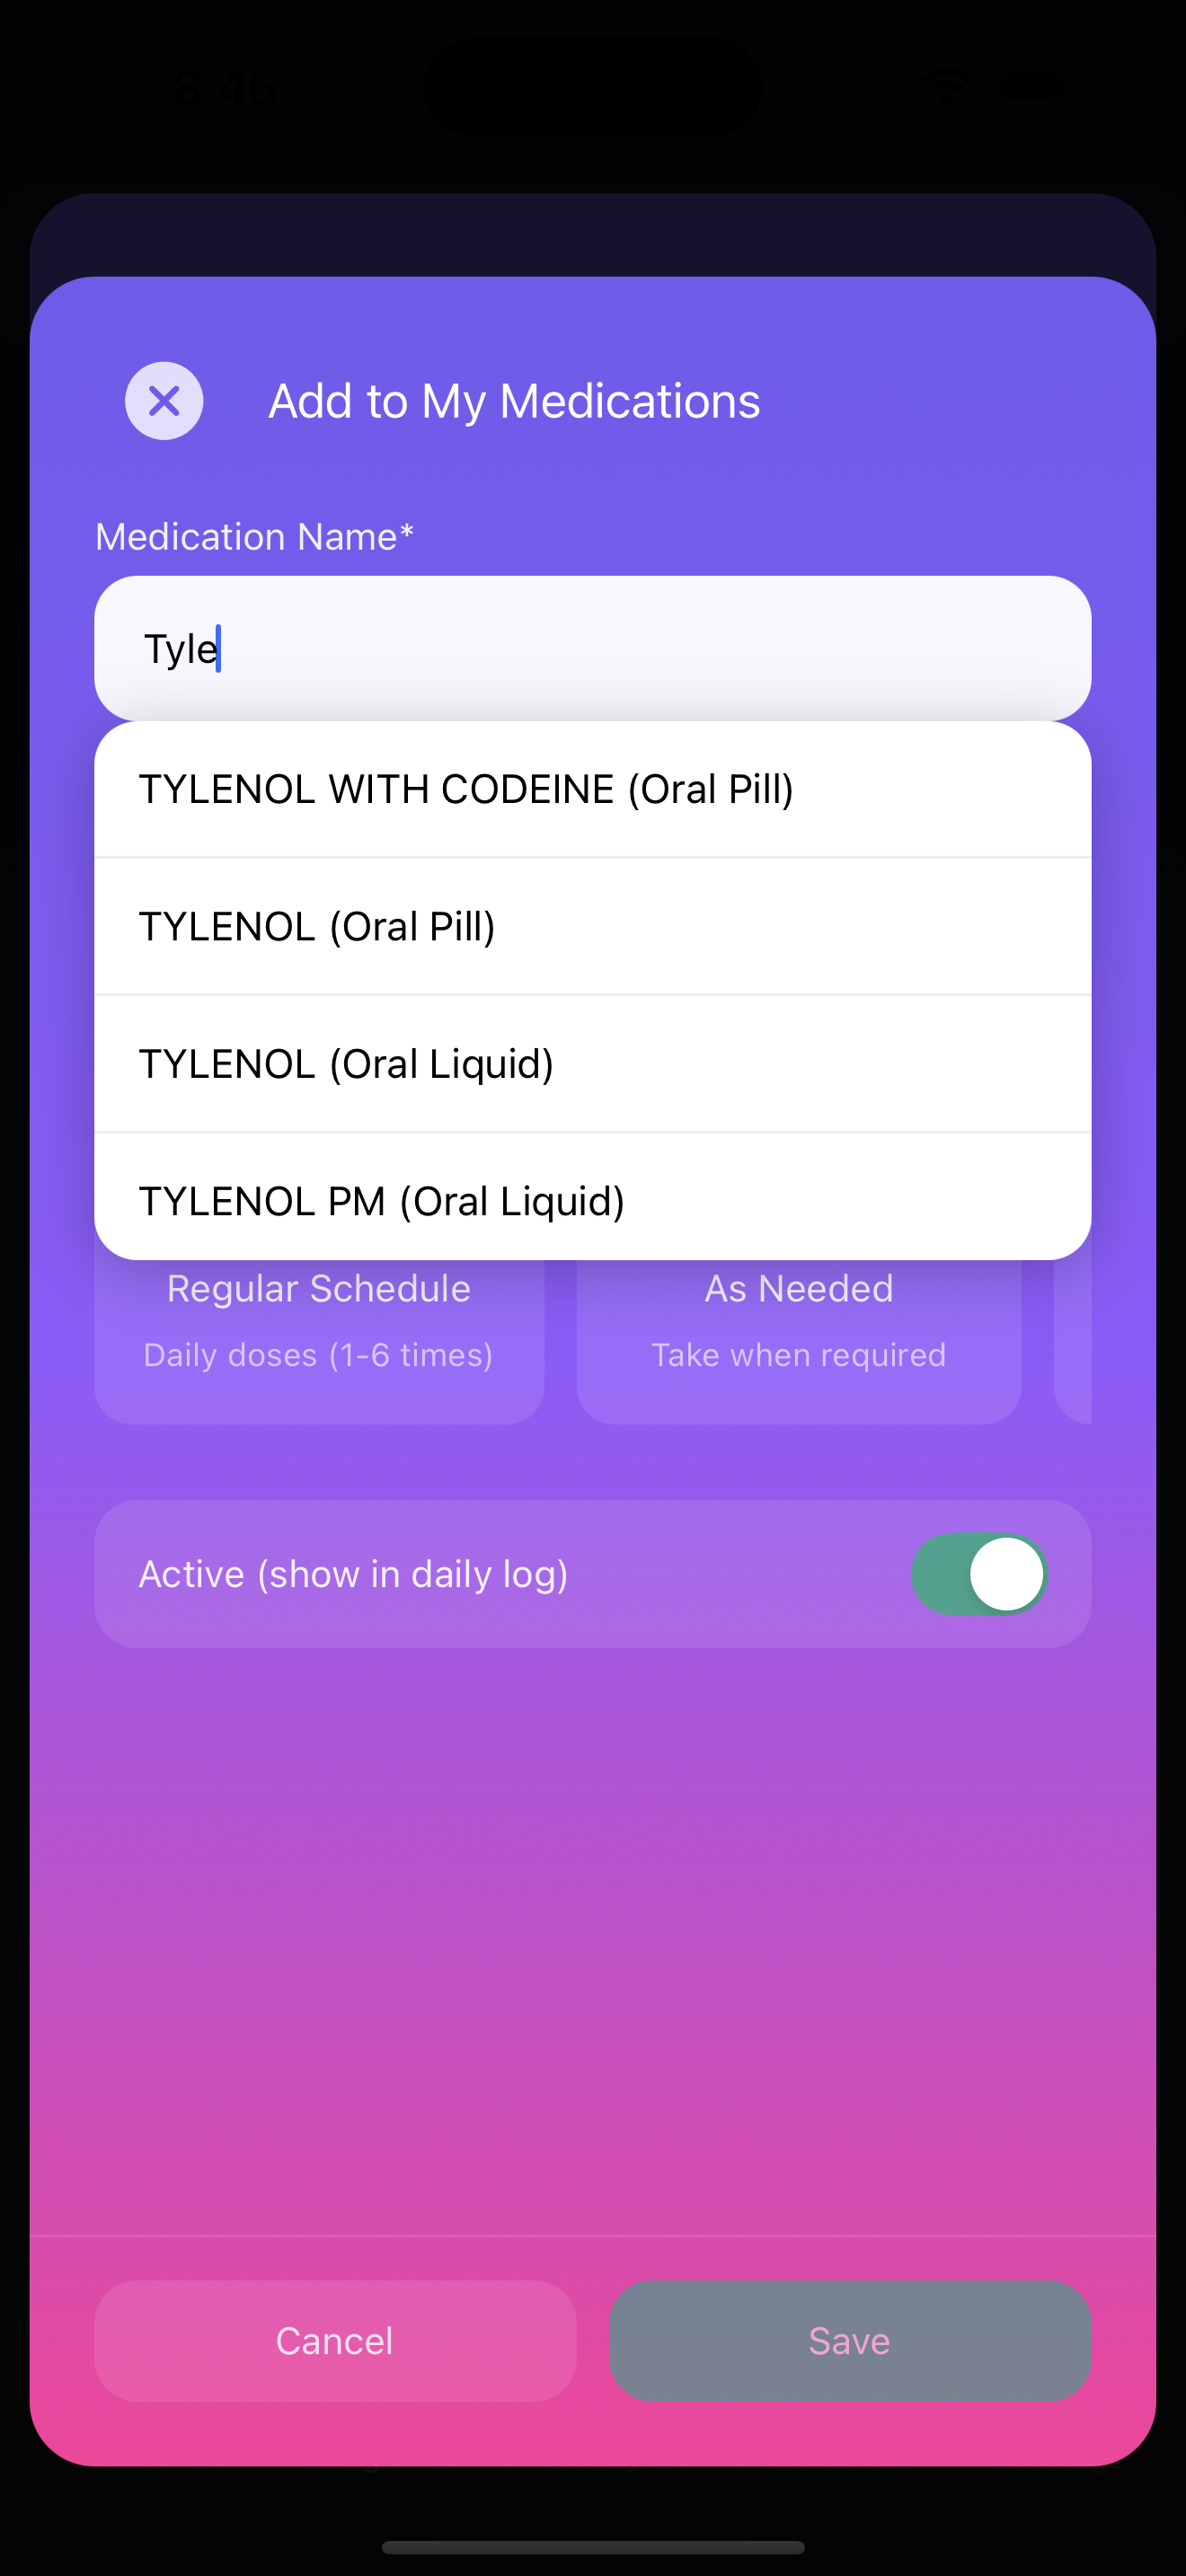 8:46
Add to My Medications
Medication Name*
Tyle
TYLENOL WITH CODEINE (Oral Pill)
TYLENOL (Oral Pill)
TYLENOL (Oral Liquid)
TYLENOL PM (Oral Liquid)
Regular Schedule
As Needed
Daily doses (1-6 times)
Take when required
Active (show in daily log)
Cancel
Save